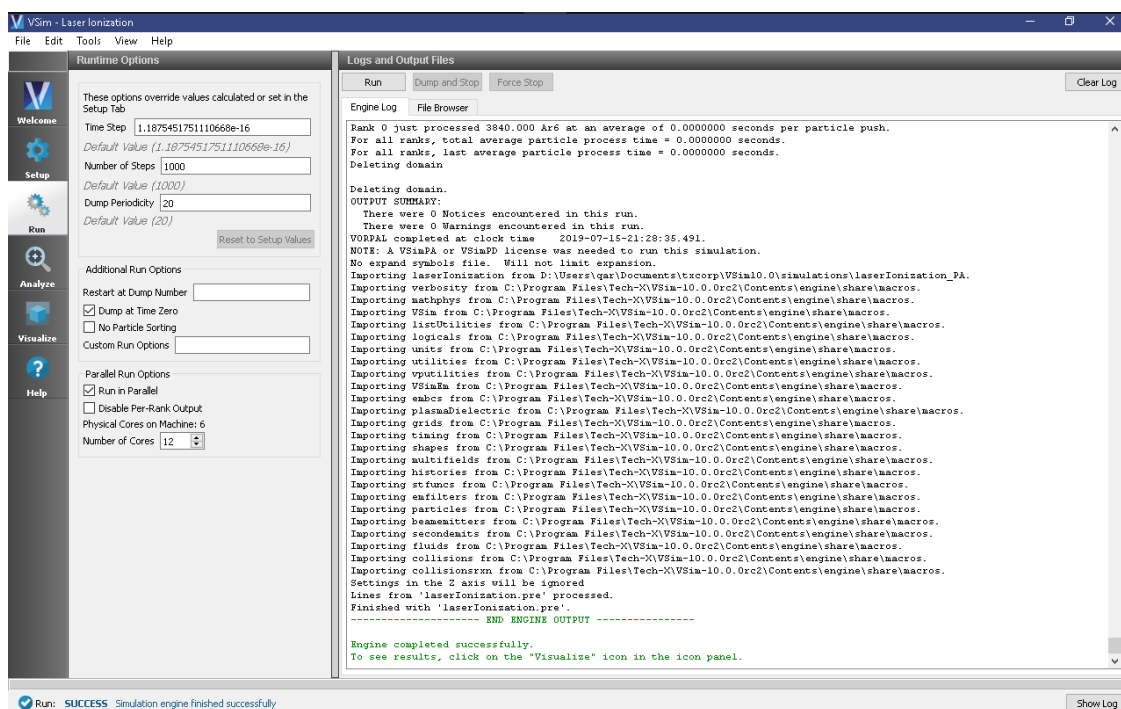 VSim - Laser Ionization
File Edit Tools View Help
Welcome
Setup
Run
Analyze
Visualize
Help
Runtime Options
These options override values calculated or set in the
Setup Tab
Time Step 1.1875451751110668e-16
Default Value (1.1875451751110668e-16)
Number of Steps 1000
Default Value (1000)
Dump Periodicity 20
Default Value (20)
Reset to Setup Values
Additional Run Options
Restart at Dump Number
Dump at Time Zero
No Particle Sorting
Custom Run Options
Parallel Run Options
Run in Parallel
Disable Per-Rank Output
Physical Cores on Machine: 6
Number of Cores 12
Logs and Output Files
Run Dump and Stop Force Stop Clear Log
Engine Log File Browser
Rank 0 just processed 3840.000 Ar6 at an average of 0.0000000 seconds per particle push.
For all ranks, total average particle process time = 0.0000000 seconds.
For all ranks, last average particle process time = 0.0000000 seconds.
Deleting domain
Deleting domain.
OUTPUT SUMMARY:
There were 0 Notices encountered in this run.
There were 0 Warnings encountered in this run.
VORPAL completed at clock time 2019-07-15-21:28:35.491.
NOTE: A VSimPA or VSimPD license was needed to run this simulation.
No expand symbols file. Will not limit expansion.
Importing laserIonization from D:\Users\qar\Documents\txcorp\VSim10.0\simulations\laserIonization_PA.
Importing verbosity from C:\Program Files\Tech-X\VSim-10.0.0rc2\Contents\engine\share\macros.
Importing mathphys from C:\Program Files\Tech-X\VSim-10.0.0rc2\Contents\engine\share\macros.
Importing VSim from C:\Program Files\Tech-X\VSim-10.0.0rc2\Contents\engine\share\macros.
Importing listUtilities from C:\Program Files\Tech-X\VSim-10.0.0rc2\Contents\engine\share\macros.
Importing logicals from C:\Program Files\Tech-X\VSim-10.0.0rc2\Contents\engine\share\macros.
Importing units from C:\Program Files\Tech-X\VSim-10.0.0rc2\Contents\engine\share\macros.
Importing utilities from C:\Program Files\Tech-X\VSim-10.0.0rc2\Contents\engine\share\macros.
Importing vputilities from C:\Program Files\Tech-X\VSim-10.0.0rc2\Contents\engine\share\macros.
Importing VSimEm from C:\Program Files\Tech-X\VSim-10.0.0rc2\Contents\engine\share\macros.
Importing embcs from C:\Program Files\Tech-X\VSim-10.0.0rc2\Contents\engine\share\macros.
Importing plasmaDielectric from C:\Program Files\Tech-X\VSim-10.0.0rc2\Contents\engine\share\macros.
Importing grids from C:\Program Files\Tech-X\VSim-10.0.0rc2\Contents\engine\share\macros.
Importing timing from C:\Program Files\Tech-X\VSim-10.0.0rc2\Contents\engine\share\macros.
Importing shapes from C:\Program Files\Tech-X\VSim-10.0.0rc2\Contents\engine\share\macros.
Importing multifields from C:\Program Files\Tech-X\VSim-10.0.0rc2\Contents\engine\share\macros.
Importing histories from C:\Program Files\Tech-X\VSim-10.0.0rc2\Contents\engine\share\macros.
Importing stfuncs from C:\Program Files\Tech-X\VSim-10.0.0rc2\Contents\engine\share\macros.
Importing emfilters from C:\Program Files\Tech-X\VSim-10.0.0rc2\Contents\engine\share\macros.
Importing particles from C:\Program Files\Tech-X\VSim-10.0.0rc2\Contents\engine\share\macros.
Importing beamemitters from C:\Program Files\Tech-X\VSim-10.0.0rc2\Contents\engine\share\macros.
Importing secondemits from C:\Program Files\Tech-X\VSim-10.0.0rc2\Contents\engine\share\macros.
Importing fluids from C:\Program Files\Tech-X\VSim-10.0.0rc2\Contents\engine\share\macros.
Importing collisions from C:\Program Files\Tech-X\VSim-10.0.0rc2\Contents\engine\share\macros.
Importing collisionsrxn from C:\Program Files\Tech-X\VSim-10.0.0rc2\Contents\engine\share\macros.
Settings in the Z axis will be ignored
Lines from 'laserIonization.pre' processed.
Finished with 'laserIonization.pre'.
--------------------- END ENGINE OUTPUT ----------------
Engine completed successfully.
To see results, click on the "Visualize" icon in the icon panel.
Run: SUCCESS Simulation engine finished successfully
Show Log